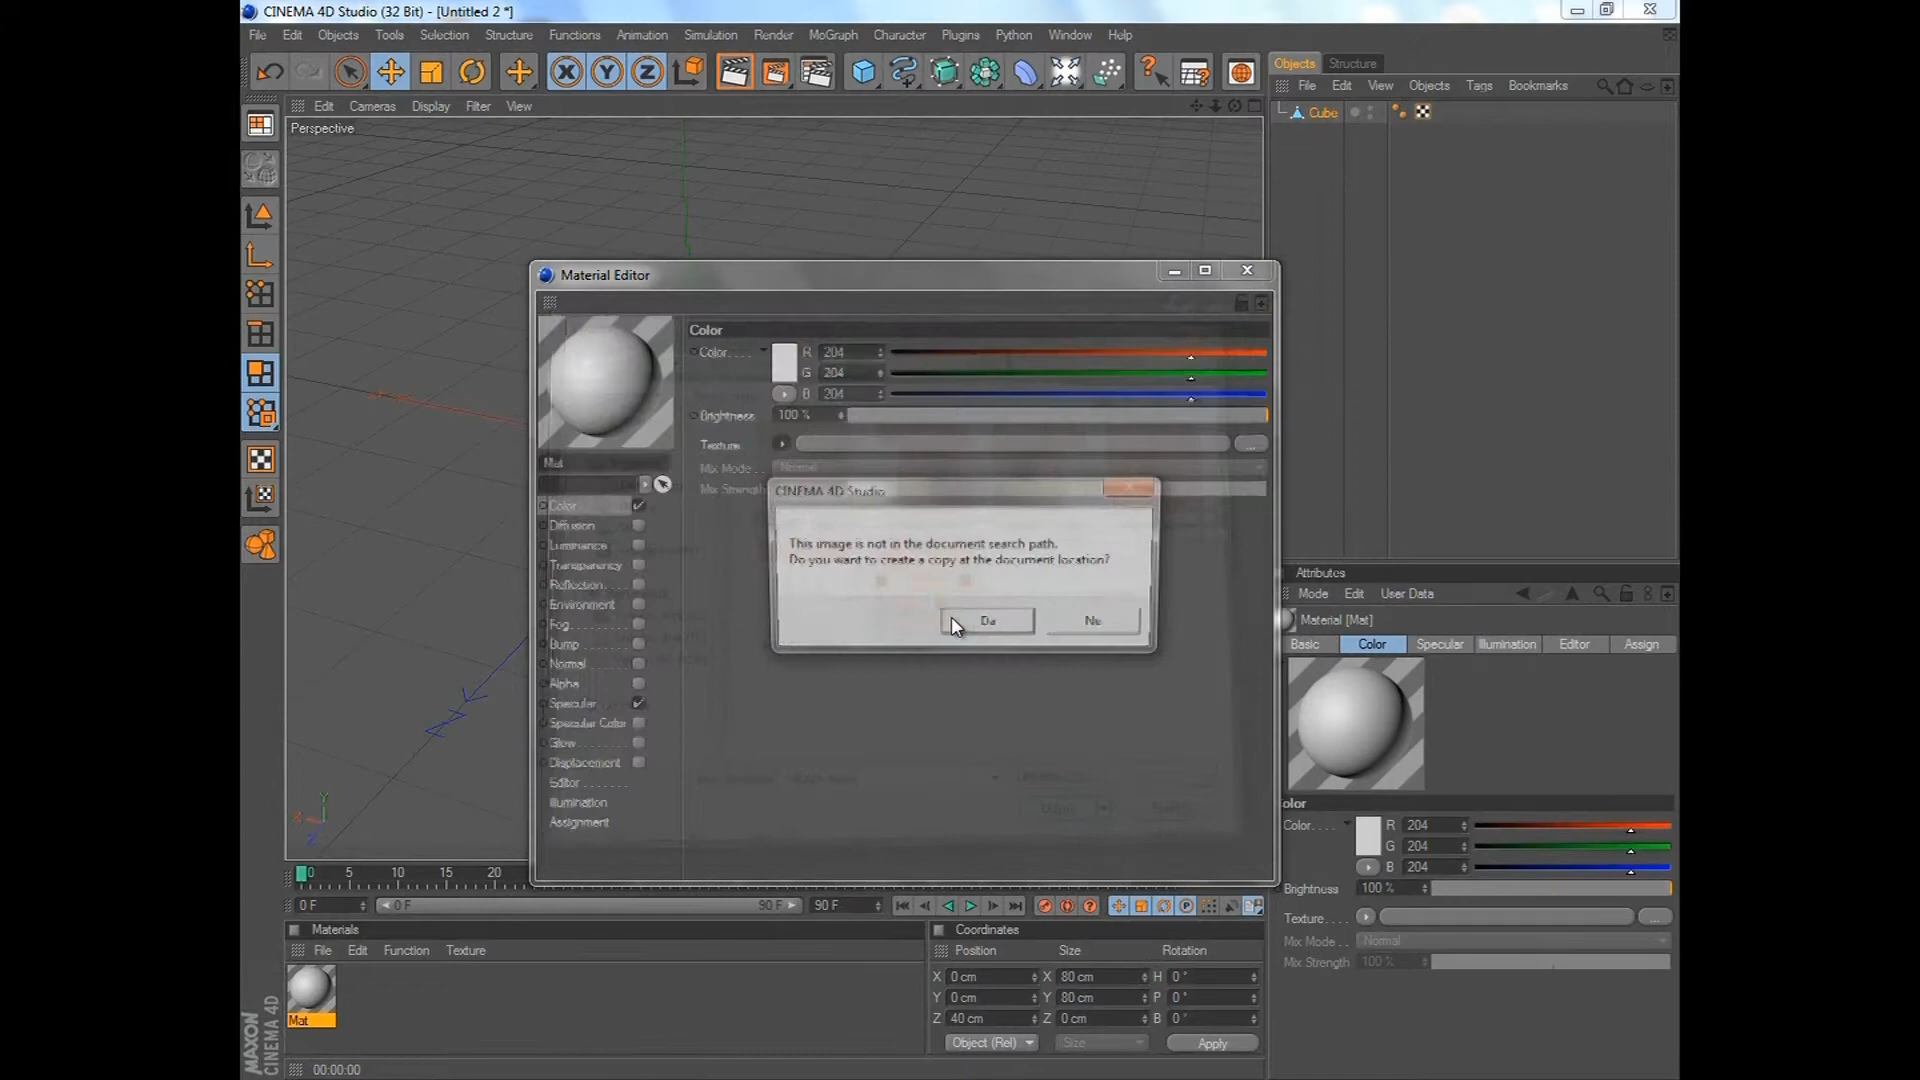 CINEMA 4D Studio (32 Bit) - [Untitled 2 *]
File Edit Objects Tools Selection Structure Functions Animation Simulation Render MoGraph Character Plugins Python Window Help
Objects Structure
File Edit View Objects Tags Bookmarks
Cube
Edit Cameras Display Filter View
Perspective
Material Editor
Color
Color
R 204
G 204
B 204
Brightness 100 %
Texture
Mix Mode Normal
Mix Strength
Mat
Color
Diffusion
Luminance
Transparency
Reflection
Environment
Fog
Bump
Normal
Alpha
Specular
Specular Color
Glow
Displacement
Editor
Illumination
Assignment
CINEMA 4D Studio
This image is not in the document search path.
Do you want to create a copy at the document location?
Da Nu
Attributes
Mode Edit User Data
Material [Mat]
Basic Color Specular Illumination Editor Assign
olor
Color
R 204
G 204
B 204
Brightness 100 %
Texture
Mix Mode Normal
Mix Strength 100 %
X Y Z
0 5 10 15 20
0 F 0 F 90 F 90 F
Materials
File Edit Function Texture
Mat
Coordinates
Position Size Rotation
X 0 cm X 80 cm H 0 °
Y 0 cm Y 80 cm P 0 °
Z 40 cm Z 0 cm B 0 °
Object (Rel) Size Apply
00:00:00
MAXON
CINEMA 4D